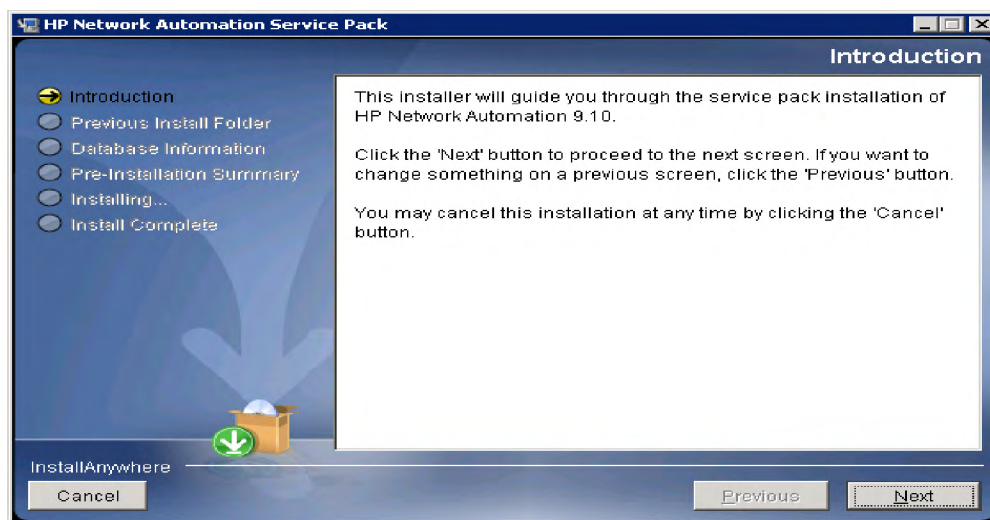 HP Network Automation Service Pack
Introduction
Introduction
Previous Install Folder
Database Information
Pre-Installation Summary
Installing...
Install Complete
This installer will guide you through the service pack installation of
HP Network Automation 9.10.
Click the 'Next' button to proceed to the next screen. If you want to
change something on a previous screen, click the 'Previous' button.
You may cancel this installation at any time by clicking the 'Cancel'
button.
InstallAnywhere
Cancel
Previous
Next